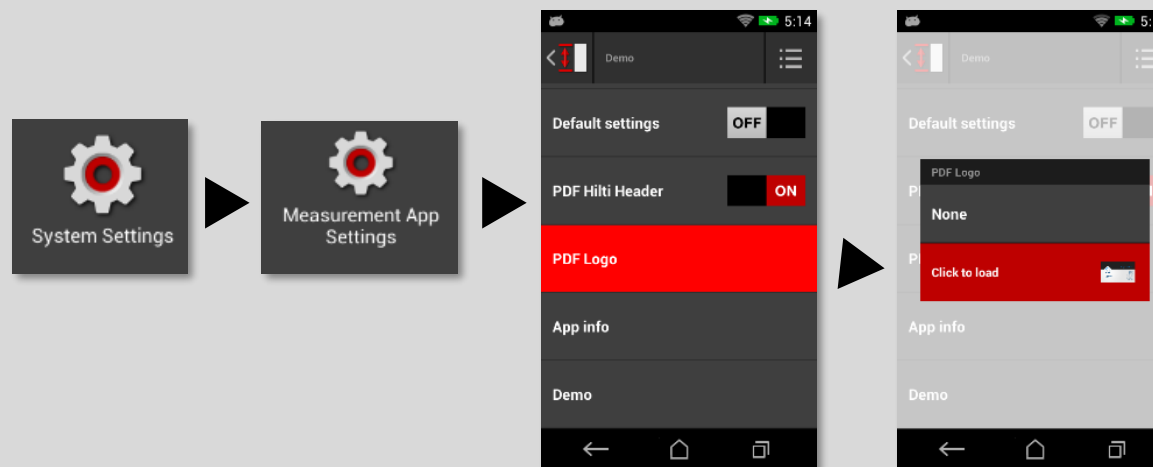 System Settings
Measurement App
Settings
5:14
Demo
Default settings
OFF
PDF Hilti Header
ON
PDF Logo
App info
Demo
5:
Demo
Default settings
OFF
P
PDF Logo
None
P
Click to load
App info
Demo